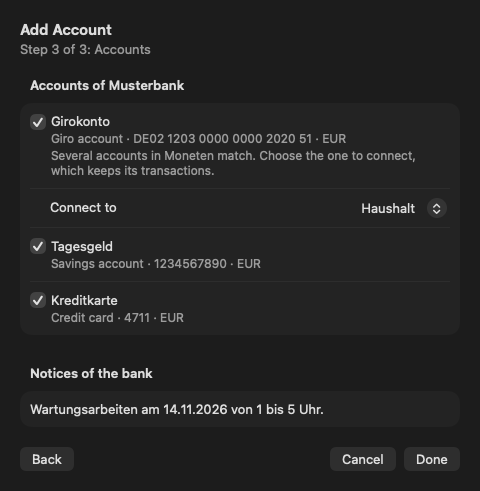 Add Account
Step 3 of 3: Accounts
Accounts of Musterbank
Girokonto
Giro account · DE02 1203 0000 0000 2020 51 · EUR
Several accounts in Moneten match. Choose the one to connect,
which keeps its transactions.
Connect to Haushalt
Tagesgeld
Savings account · 1234567890 · EUR
Kreditkarte
Credit card · 4711 · EUR
Notices of the bank
Wartungsarbeiten am 14.11.2026 von 1 bis 5 Uhr.
Back Cancel Done